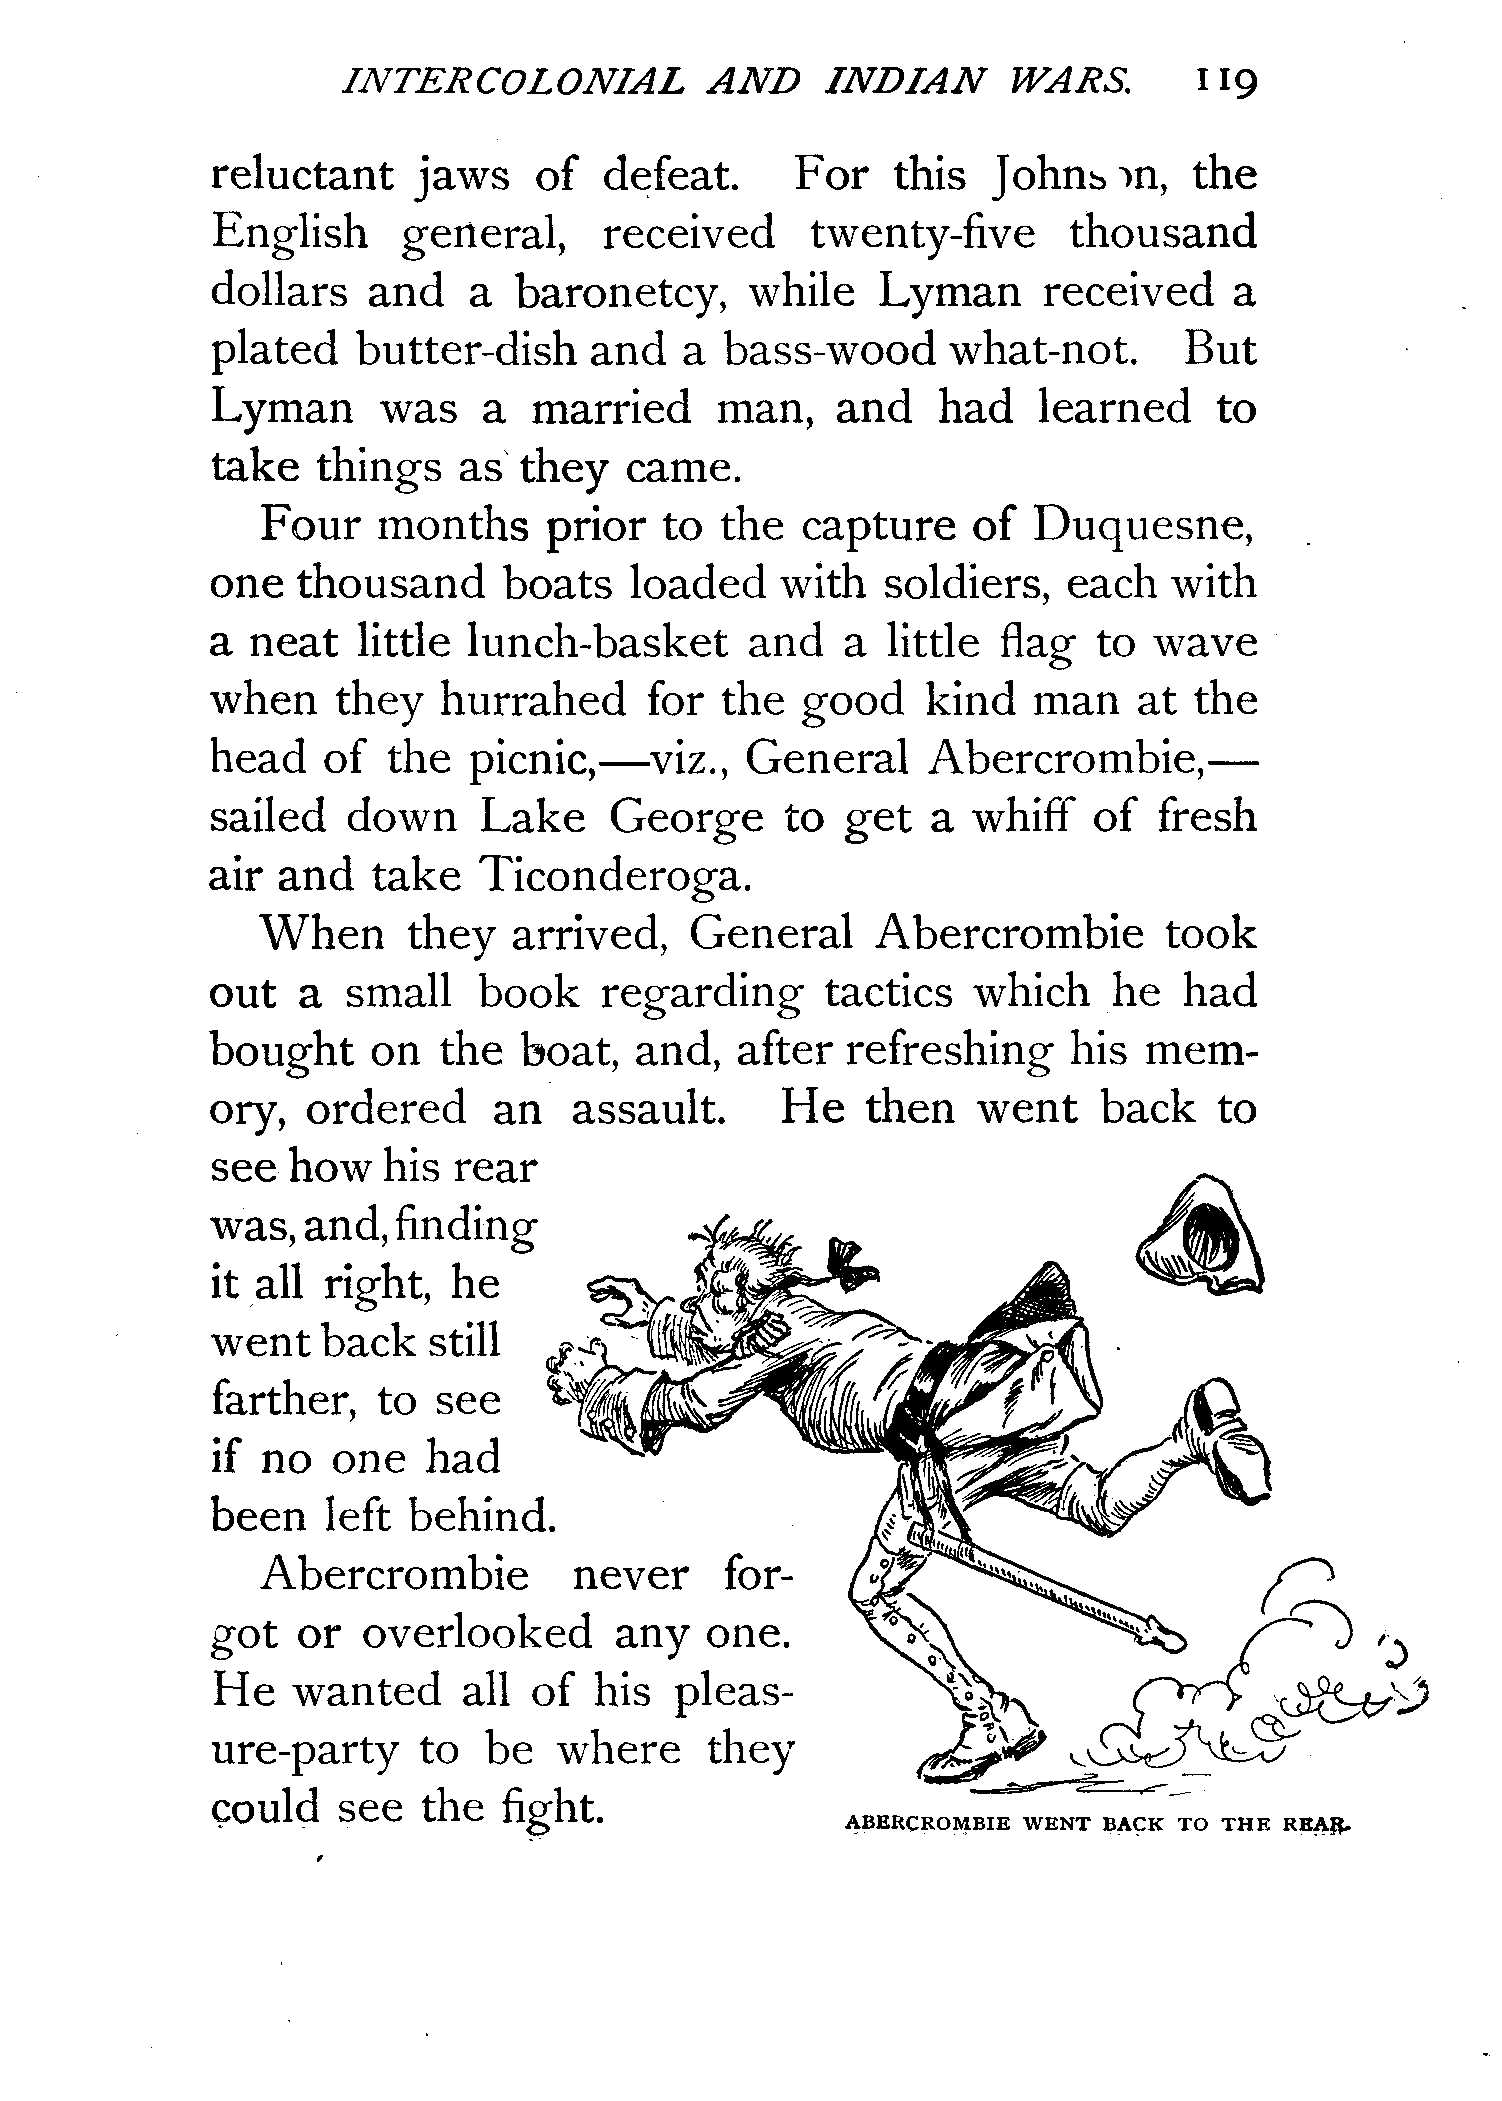 INTERCOLONIAL AND INDIAN WARS. 119
reluctant jaws of defeat. For this Johnson, the
English general, received twenty-five thousand
dollars and a baronetcy, while Lyman received a
plated butter-dish and a bass-wood what-not. But
Lyman was a married man, and had learned to
take things as they came.
Four months prior to the capture of Duquesne,
one thousand boats loaded with soldiers, each with
a neat little lunch-basket and a little flag to wave
when they hurrahed for the good kind man at the
head of the picnic,—viz., General Abercrombie,—
sailed down Lake George to get a whiff of fresh
air and take Ticonderoga.
When they arrived, General Abercrombie took
out a small book regarding tactics which he had
bought on the boat, and, after refreshing his mem-
ory, ordered an assault. He then went back to
see how his rear
was, and, finding
it all right, he
went back still
farther, to see
if no one had
been left behind.
Abercrombie never for-
got or overlooked any one.
He wanted all of his pleas-
ure-party to be where they
could see the fight.
ABERCROMBIE WENT BACK TO THE REAR.